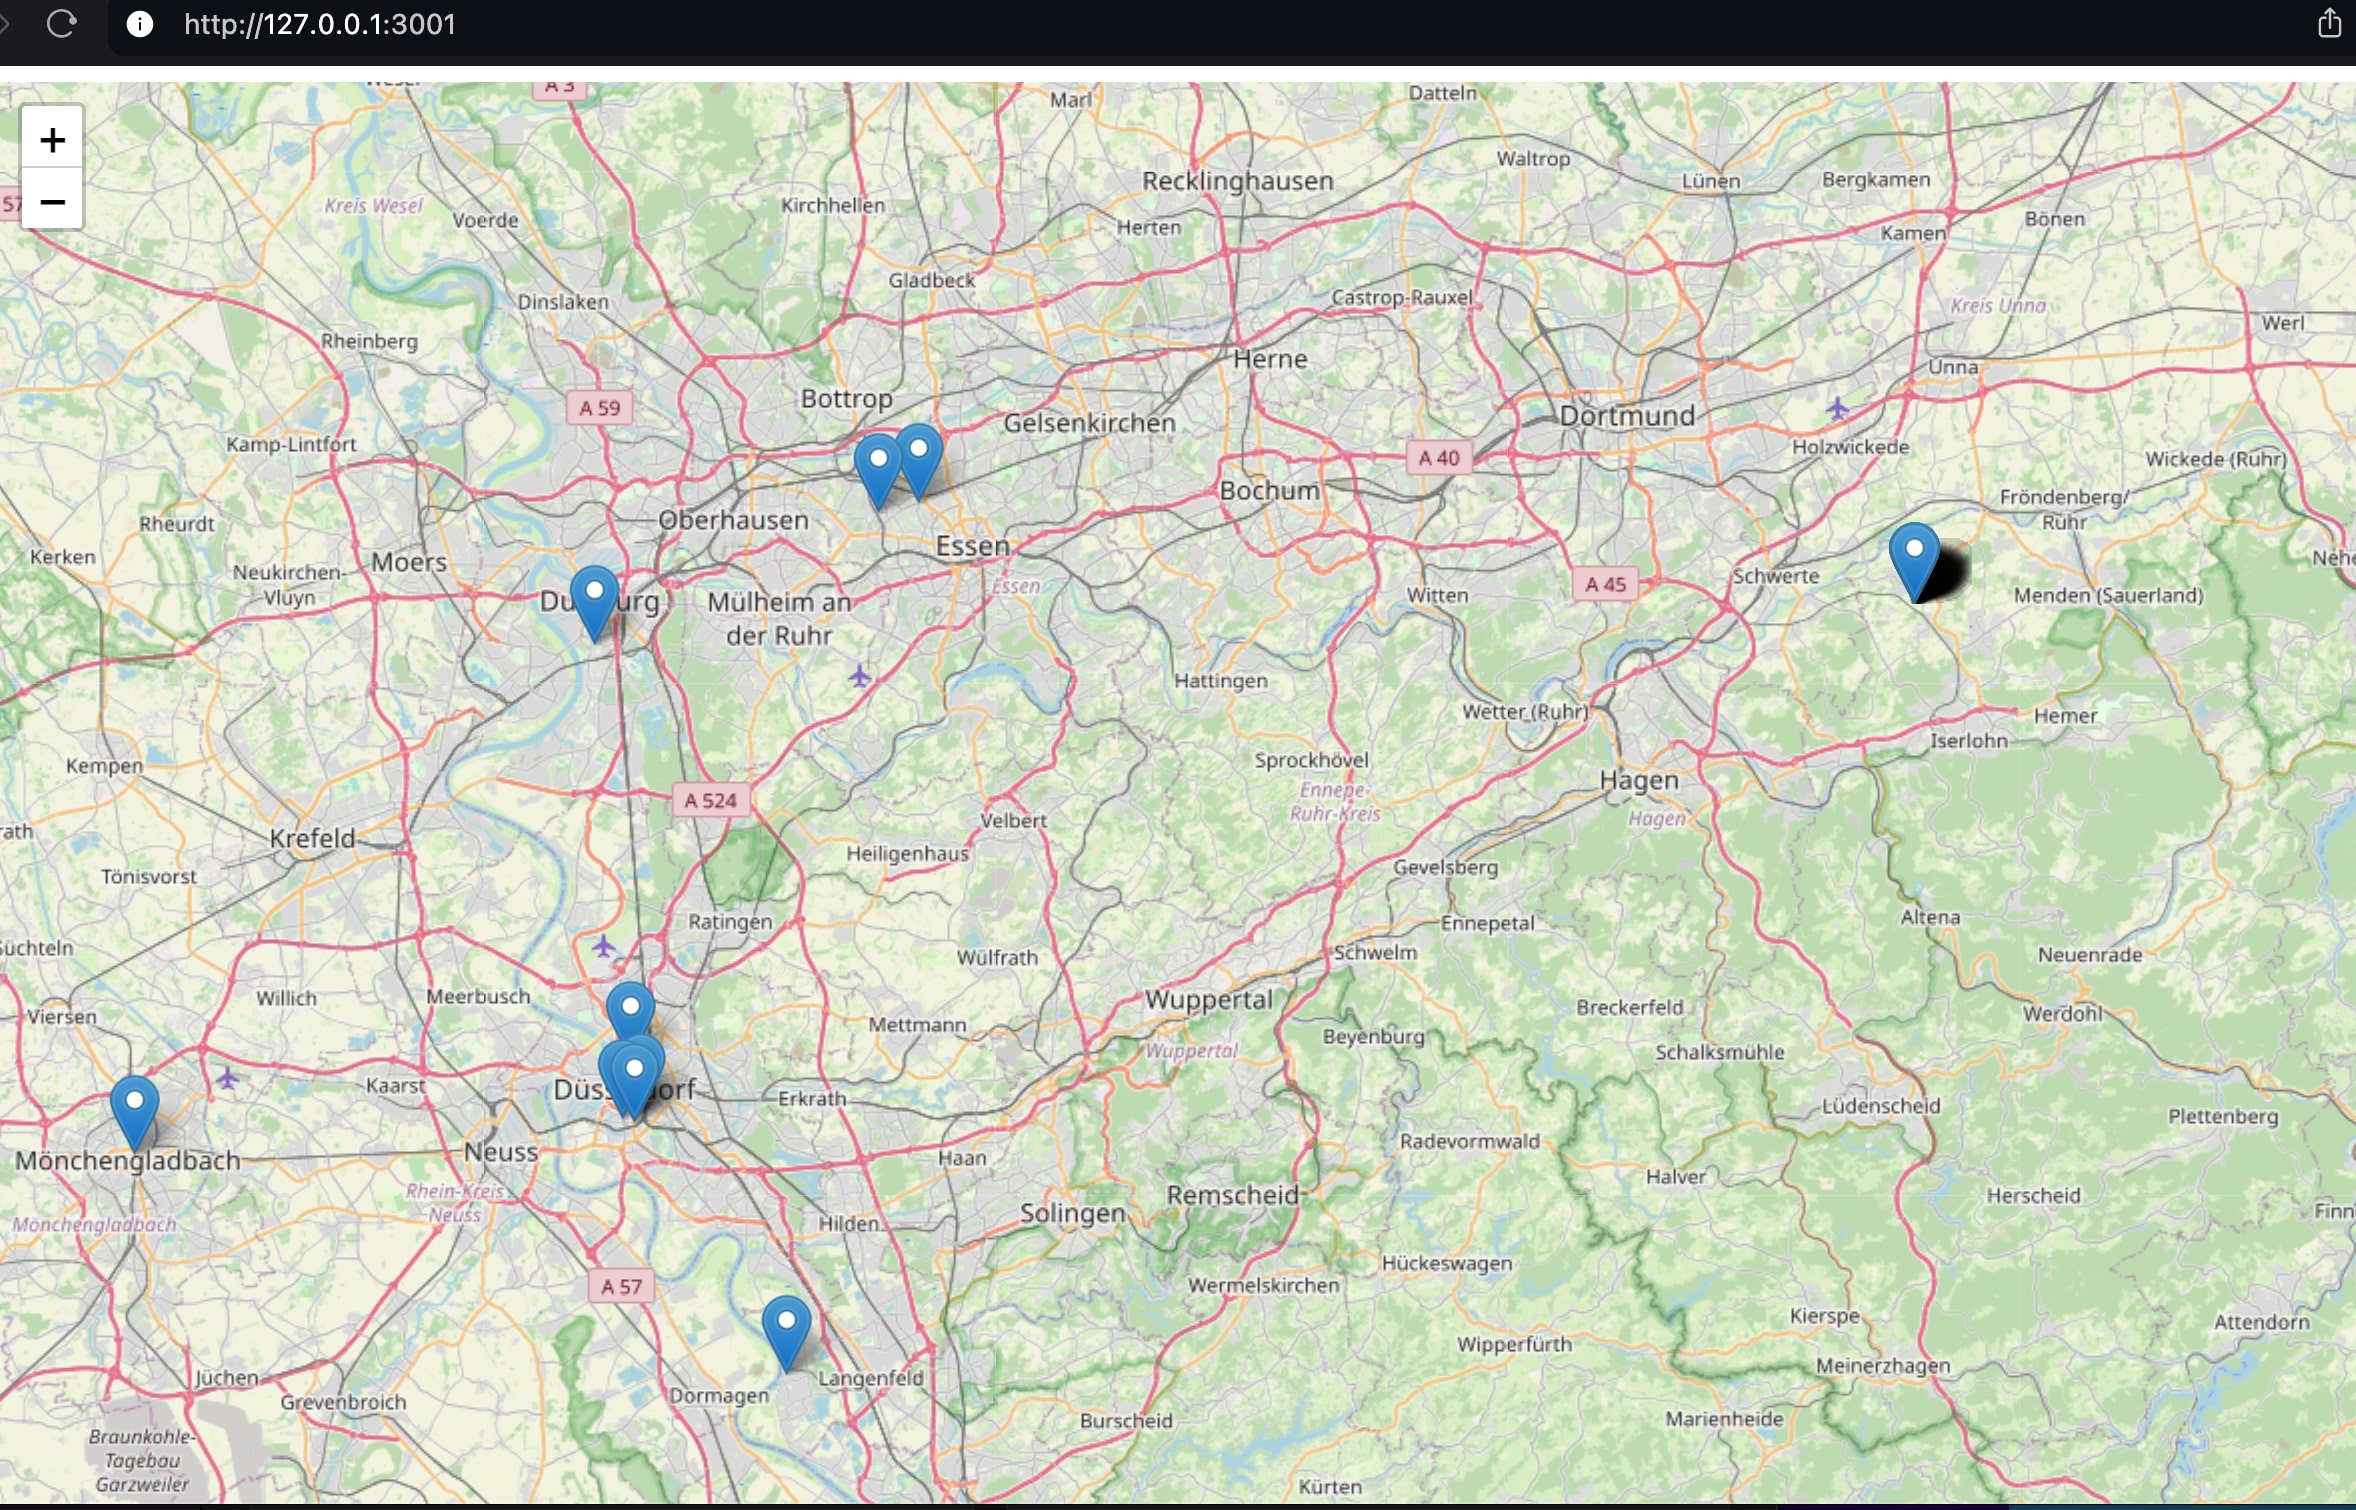 http://127.0.0.1:3001
+
−
A 3
Marl
Datteln
Waltrop
Recklinghausen
Lünen
Bergkamen
57
Kreis Wesel
Voerde
Kirchhellen
Herten
Bönen
Kamen
Gladbeck
Dinslaken
Castrop-Rauxel
Kreis Unna
Werl
Rheinberg
Herne
Unna
Bottrop
A 59
Gelsenkirchen
Dortmund
Kamp-Lintfort
Holzwickede
A 40
Wickede (Ruhr)
Bochum
Fröndenberg/
Ruhr
Rheurdt
Oberhausen
Kerken
Moers
Essen
Neukirchen-
Vluyn
Essen
A 45
Schwerte
Witten
Menden (Sauerland)
Mülheim an
der Ruhr
Hattingen
Wetter (Ruhr)
Hemer
Iserlohn
Kempen
Sprockhövel
Hagen
Ennepe-
Ruhr-Kreis
A 524
Velbert
Hagen
Krefeld
Heiligenhaus
Gevelsberg
Tönisvorst
Ratingen
Ennepetal
Altena
Wülfrath
Schwelm
Neuenrade
Willich
Meerbusch
Wuppertal
Breckerfeld
Viersen
Mettmann
Beyenburg
Werdohl
Wuppertal
Schalksmühle
Kaarst
Erkrath
Lüdenscheid
Plettenberg
Mönchengladbach
Neuss
Haan
Radevormwald
Halver
Rhein-Kreis
Neuss
Remscheid
Herscheid
Mönchengladbach
Solingen
Hilden
Hückeswagen
A 57
Wermelskirchen
Kierspe
Attendorn
Wipperfürth
Jüchen
Langenfeld
Meinerzhagen
Grevenbroich
Dormagen
Burscheid
Marienheide
Braunkohle-
Tagebau
Garzweiler
Kürten